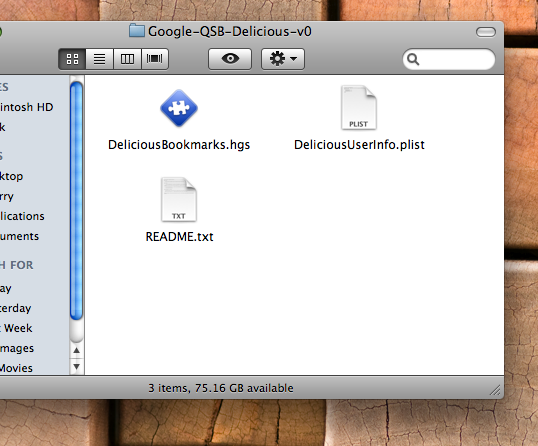 Google-QSB-Delicious-v0
ES
intosh HD
k
S
ktop
rry
lications
uments
H FOR
ay
terday
Week
mages
Movies
DeliciousBookmarks.hgs
PLIST
DeliciousUserInfo.plist
TXT
README.txt
3 items, 75.16 GB available